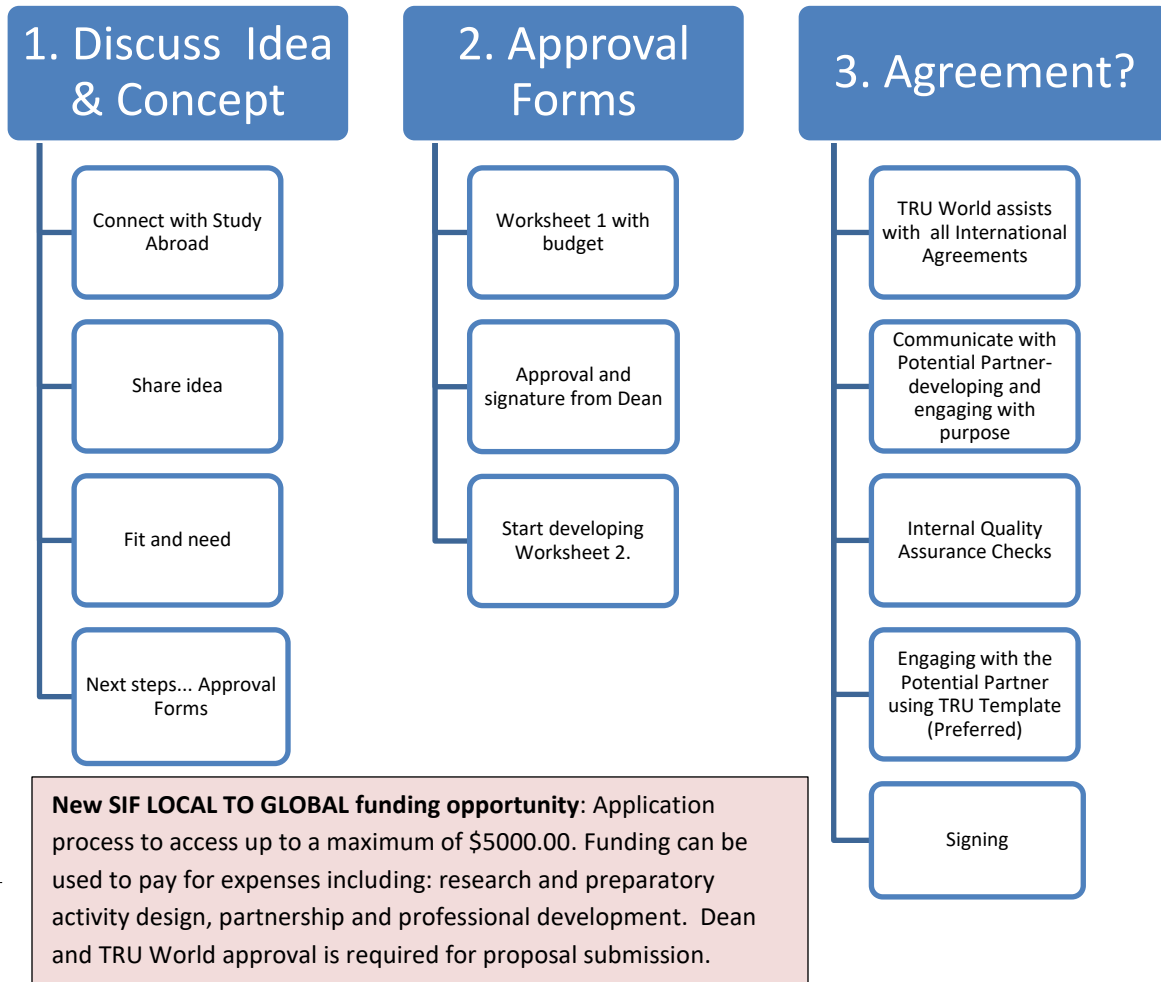 1. Discuss  Idea
& Concept
Connect with Study
Abroad
Share idea
Fit and need
Next steps... Approval
Forms
2. Approval
Forms
Worksheet 1 with
budget
Approval and
signature from Dean
Start developing
Worksheet 2.
3. Agreement?
TRU World assists
with  all International
Agreements
Communicate with
Potential Partner-
developing and
engaging with
purpose
Internal Quality
Assurance Checks
Engaging with the
Potential Partner
using TRU Template
(Preferred)
Signing
New SIF LOCAL TO GLOBAL funding opportunity: Application
process to access up to a maximum of $5000.00. Funding can be
used to pay for expenses including: research and preparatory
activity design, partnership and professional development.  Dean
and TRU World approval is required for proposal submission.